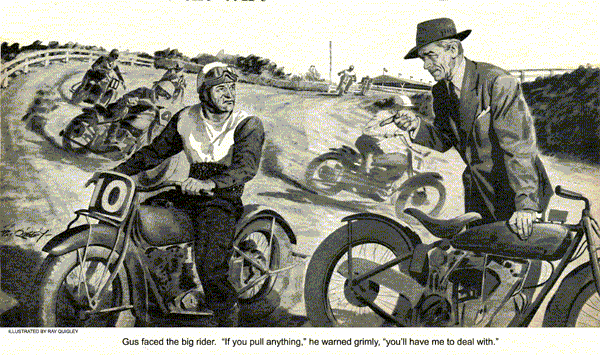 10
ILLUSTRATED BY RAY QUIGLEY
Gus faced the big rider. "If you pull anything," he warned grimly, "you'll have me to deal with."